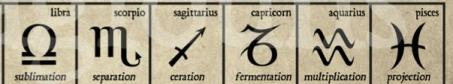 libra scorpio sagittarius capricorn aquarius pisces
sublimation separation ceration fermentation multiplication projection